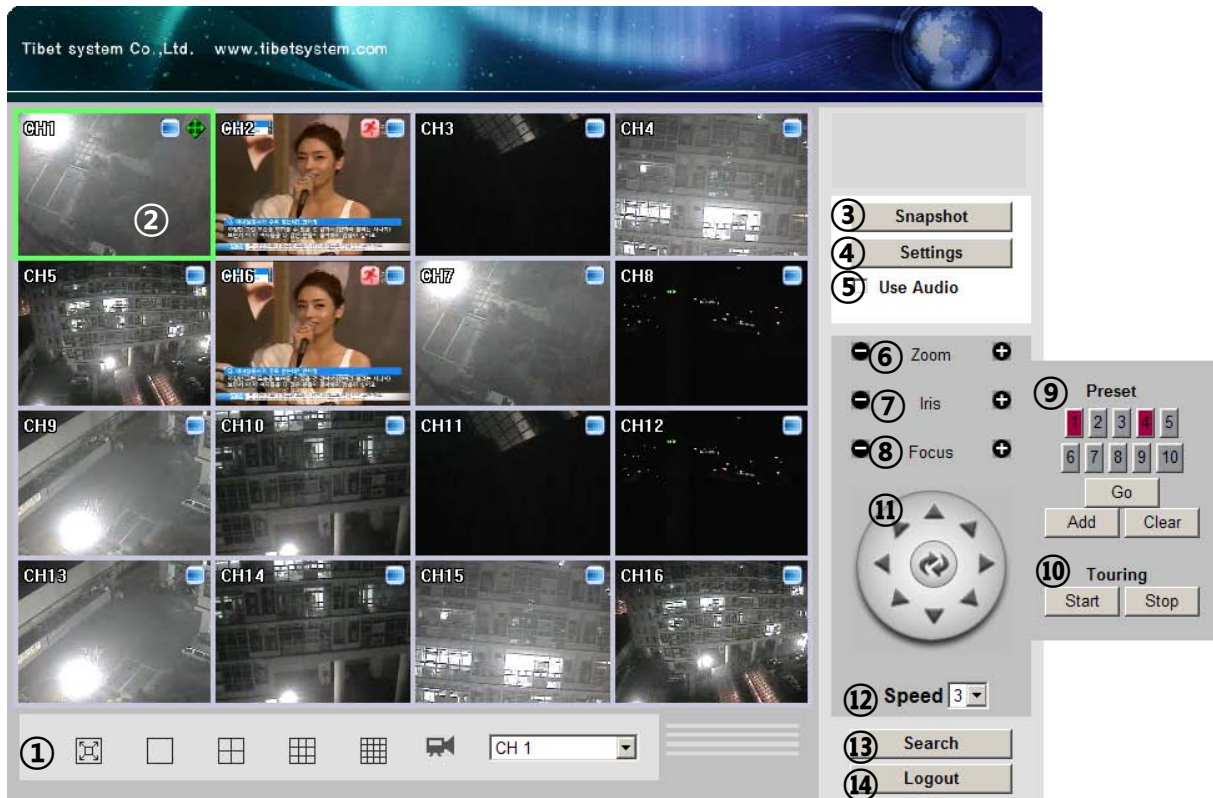 Tibet system Co.,Ltd. www.tibetsystem.com
CH1
②
CH2
CH3
CH4
CH5
CH6
CH7
CH8
CH9
CH10
CH11
CH12
CH13
CH14
CH15
CH16
① CH 1
③ Snapshot
④ Settings
⑤ Use Audio
⑥ Zoom
⑦ Iris
⑧ Focus
⑨ Preset
1 2 3 4 5
6 7 8 9 10
Go
Add Clear
⑩ Touring
Start Stop
⑪
⑫ Speed 3
⑬ Search
⑭ Logout